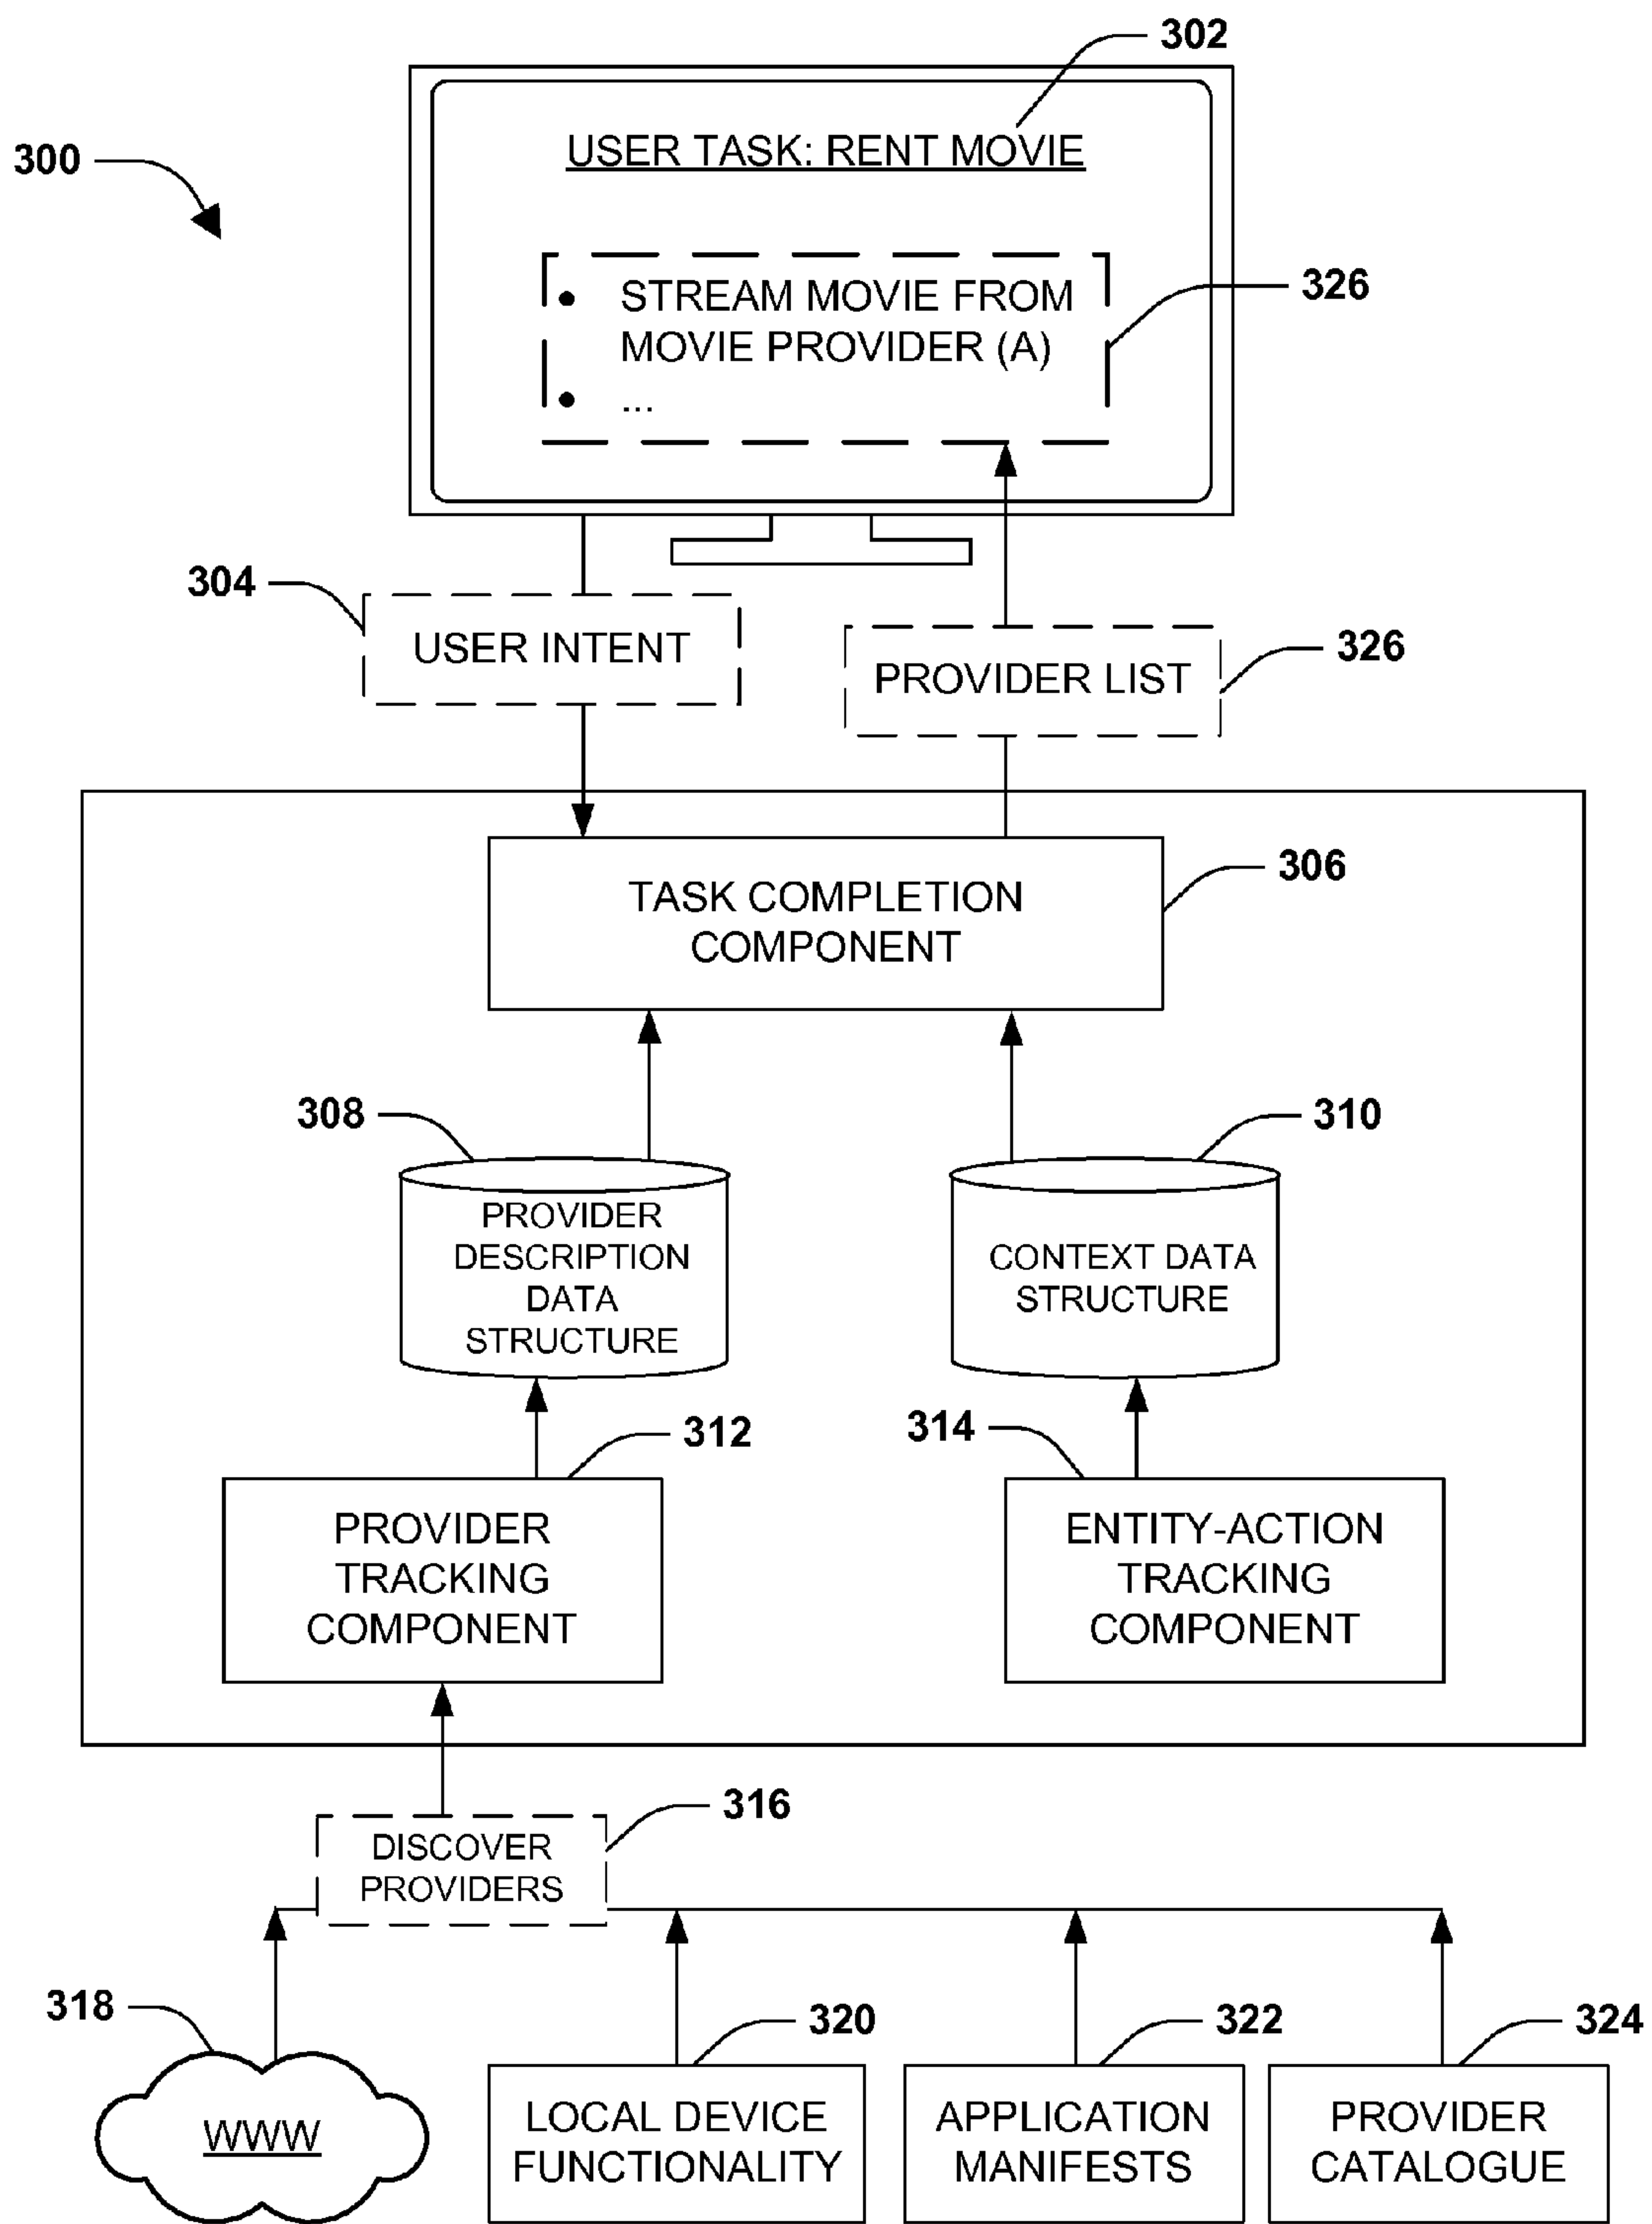 302
USER TASK: RENT MOVIE
300
• STREAM MOVIE FROM
MOVIE PROVIDER (A)
• ...
326
304
USER INTENT
PROVIDER LIST
326
TASK COMPLETION
COMPONENT
306
308
PROVIDER
DESCRIPTION
DATA
STRUCTURE
310
CONTEXT DATA
STRUCTURE
312
PROVIDER
TRACKING
COMPONENT
314
ENTITY-ACTION
TRACKING
COMPONENT
316
DISCOVER
PROVIDERS
318
WWW
320
LOCAL DEVICE
FUNCTIONALITY
322
APPLICATION
MANIFESTS
324
PROVIDER
CATALOGUE